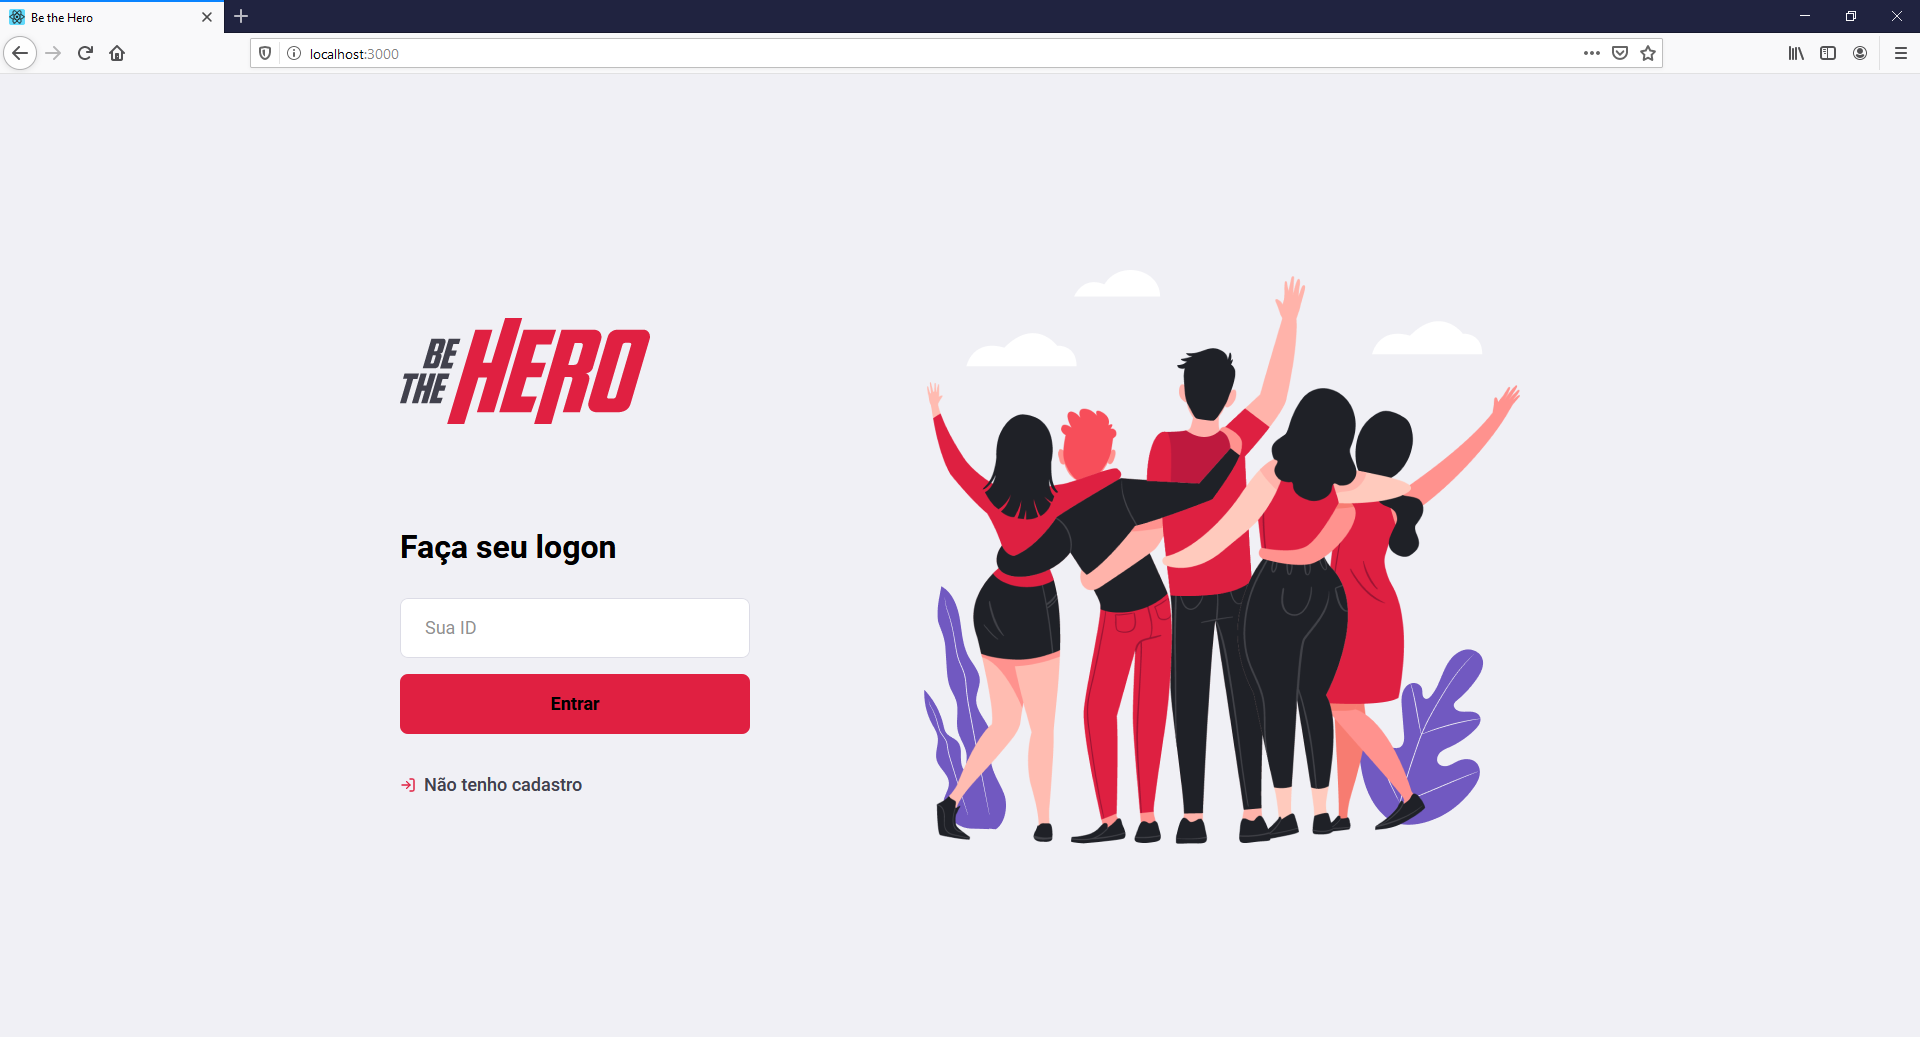 Be the Hero
localhost:3000
BE
THE
HERO
Faça seu logon
Sua ID
Entrar
Não tenho cadastro